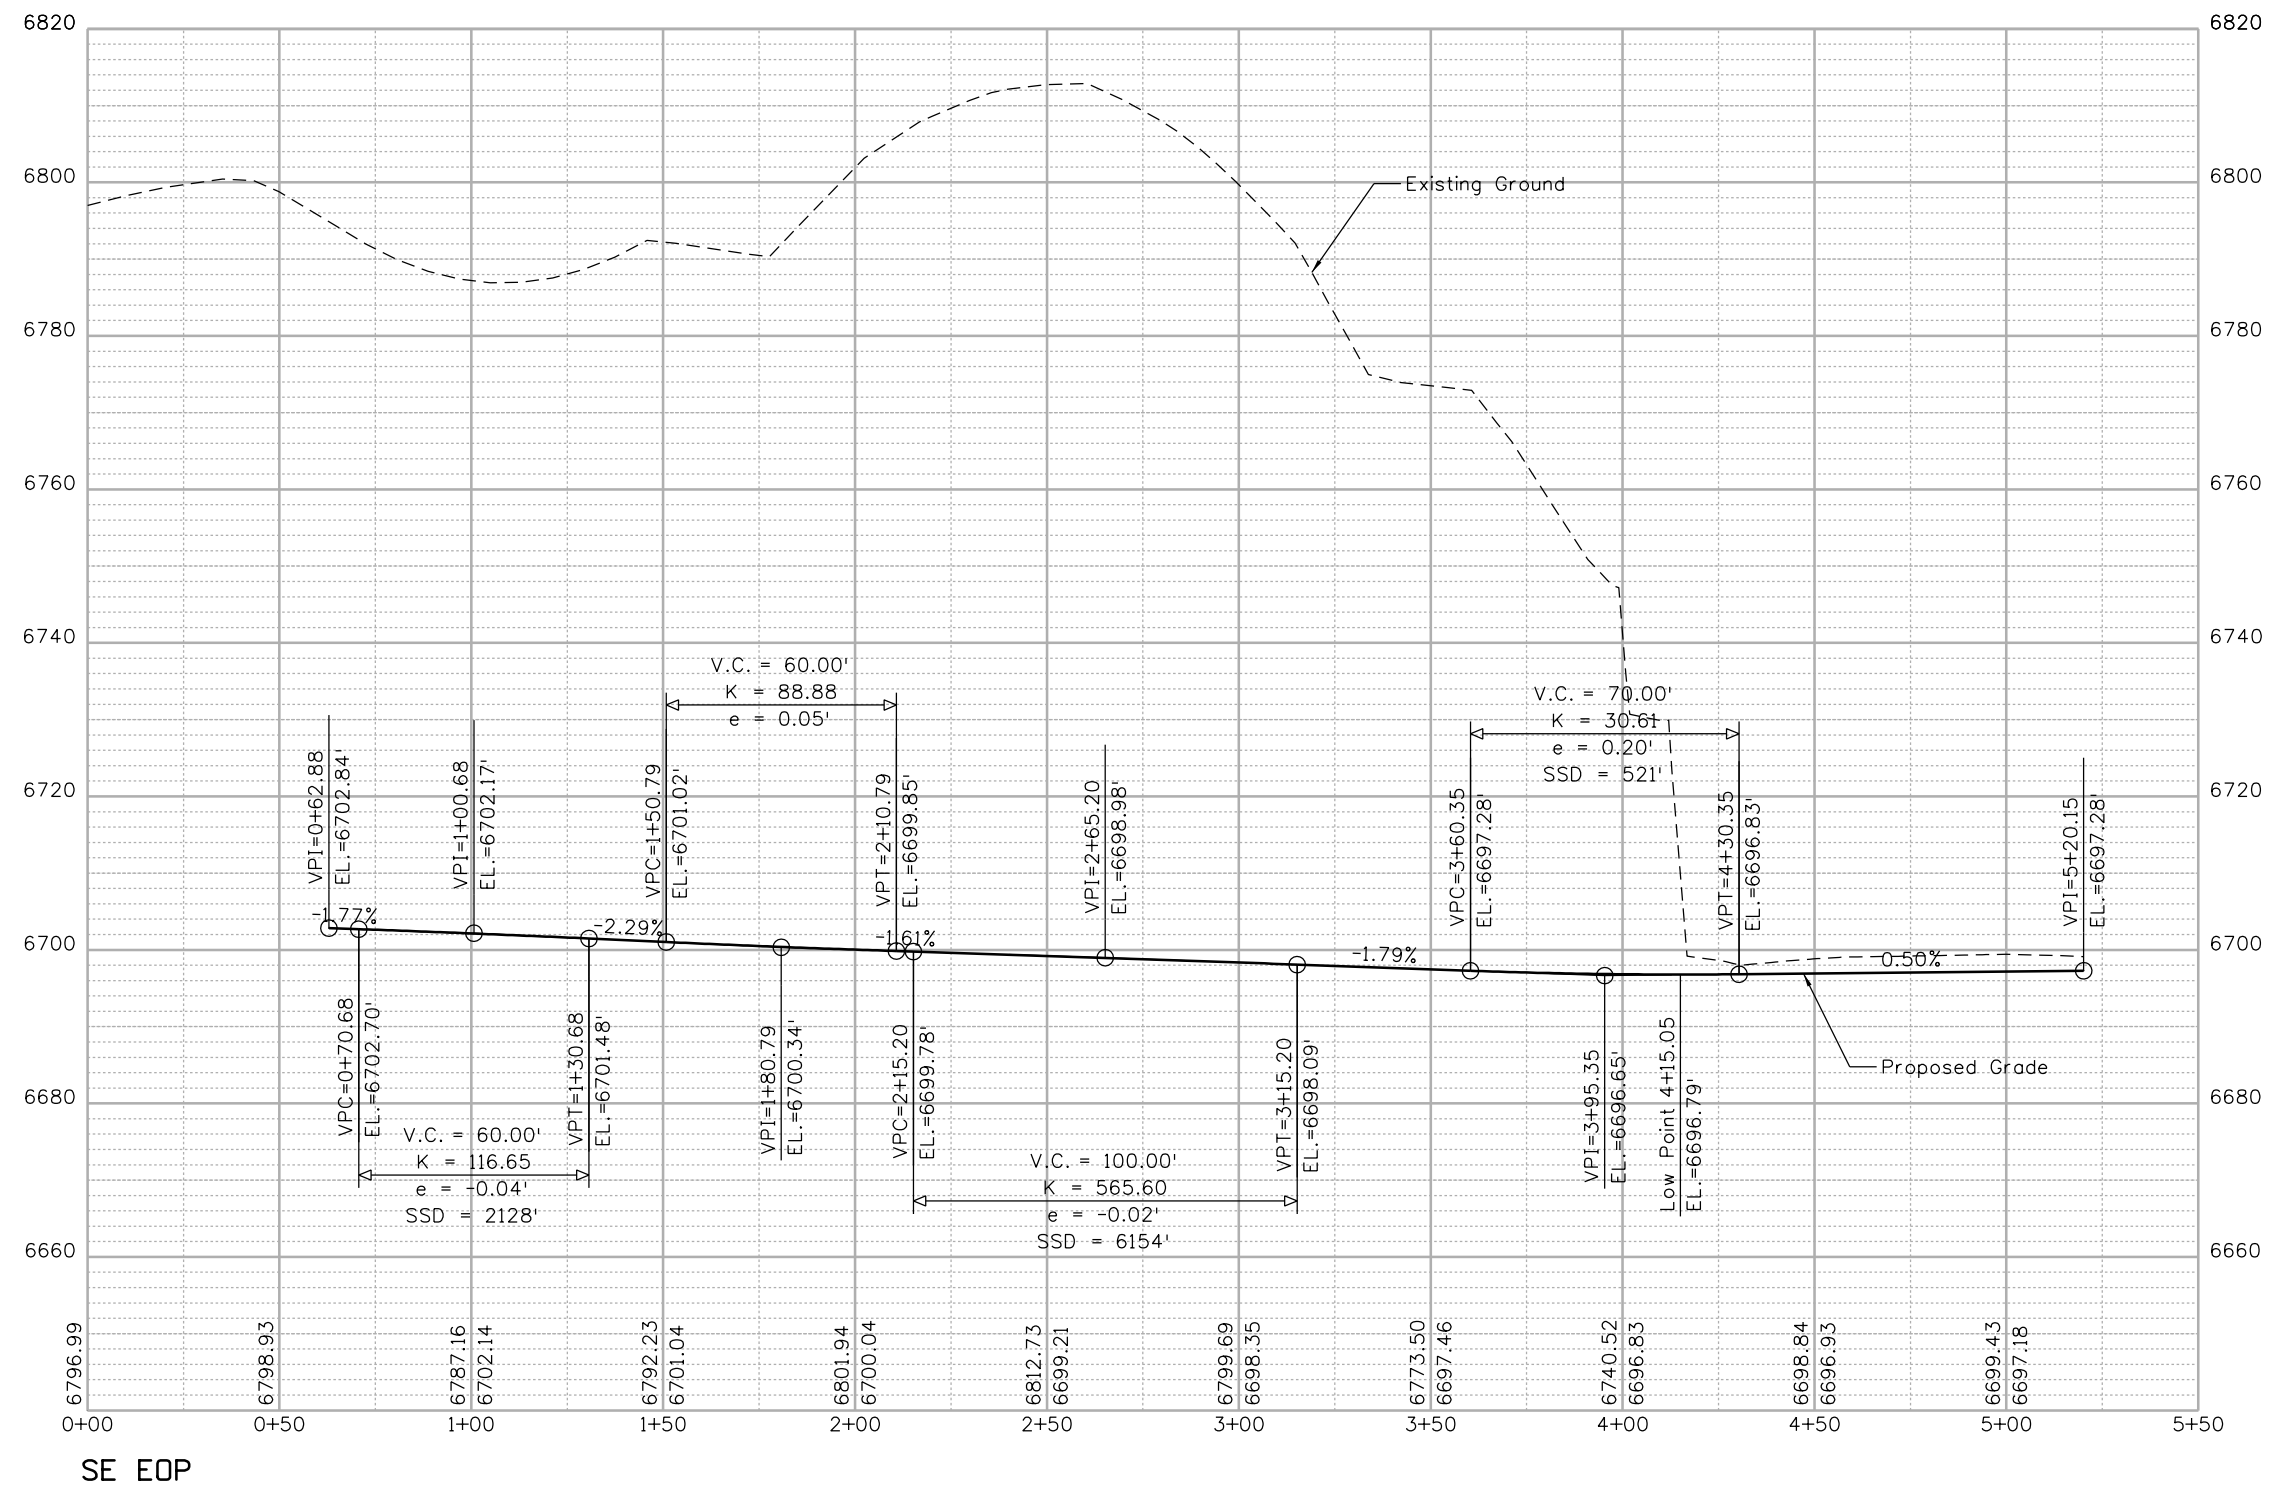 6820
6820
6800
6800
Existing Ground
6780
6780
6760
6760
6740
6740
V.C. = 60.00'
K = 88.88
e = 0.05'
V.C. = 70.00'
K = 30.61
e = 0.20'
SSD = 521'
6720
6720
VPI=0+62.88
EL.=6702.84'
VPI=1+00.68
EL.=6702.17'
VPC=1+50.79
EL.=6701.02'
VPT=2+10.79
EL.=6699.85'
VPI=2+65.20
EL.=6698.98'
VPC=3+60.35
EL.=6697.28'
VPT=4+30.35
EL.=6696.83'
VPI=5+20.15
EL.=6697.28'
-1.77%
-2.29%
-1.61%
-1.79%
0.50%
6700
6700
VPC=0+70.68
EL.=6702.70'
VPT=1+30.68
EL.=6701.48'
VPI=1+80.79
EL.=6700.34'
VPC=2+15.20
EL.=6699.78'
VPT=3+15.20
EL.=6698.09'
VPI=3+95.35
EL.=6696.65'
Low Point 4+15.05
EL.=6696.79'
Proposed Grade
6680
6680
V.C. = 60.00'
K = 116.65
e = -0.04'
SSD = 2128'
V.C. = 100.00'
K = 565.60
e = -0.02'
SSD = 6154'
6660
6660
6796.99
6798.93
6787.16
6702.14
6792.23
6701.04
6801.94
6700.04
6812.73
6699.21
6799.69
6698.35
6773.50
6697.46
6740.52
6696.83
6698.84
6696.93
6699.43
6697.18
0+00 0+50 1+00 1+50 2+00 2+50 3+00 3+50 4+00 4+50 5+00 5+50
SE EOP